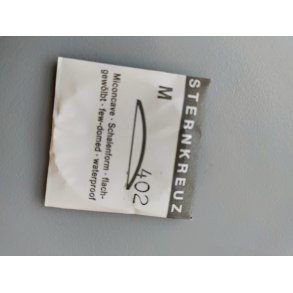 STERNKREUZ
M
402
Miconcave · Schalenform · flach-
gewölbt · few-domed · waterproof